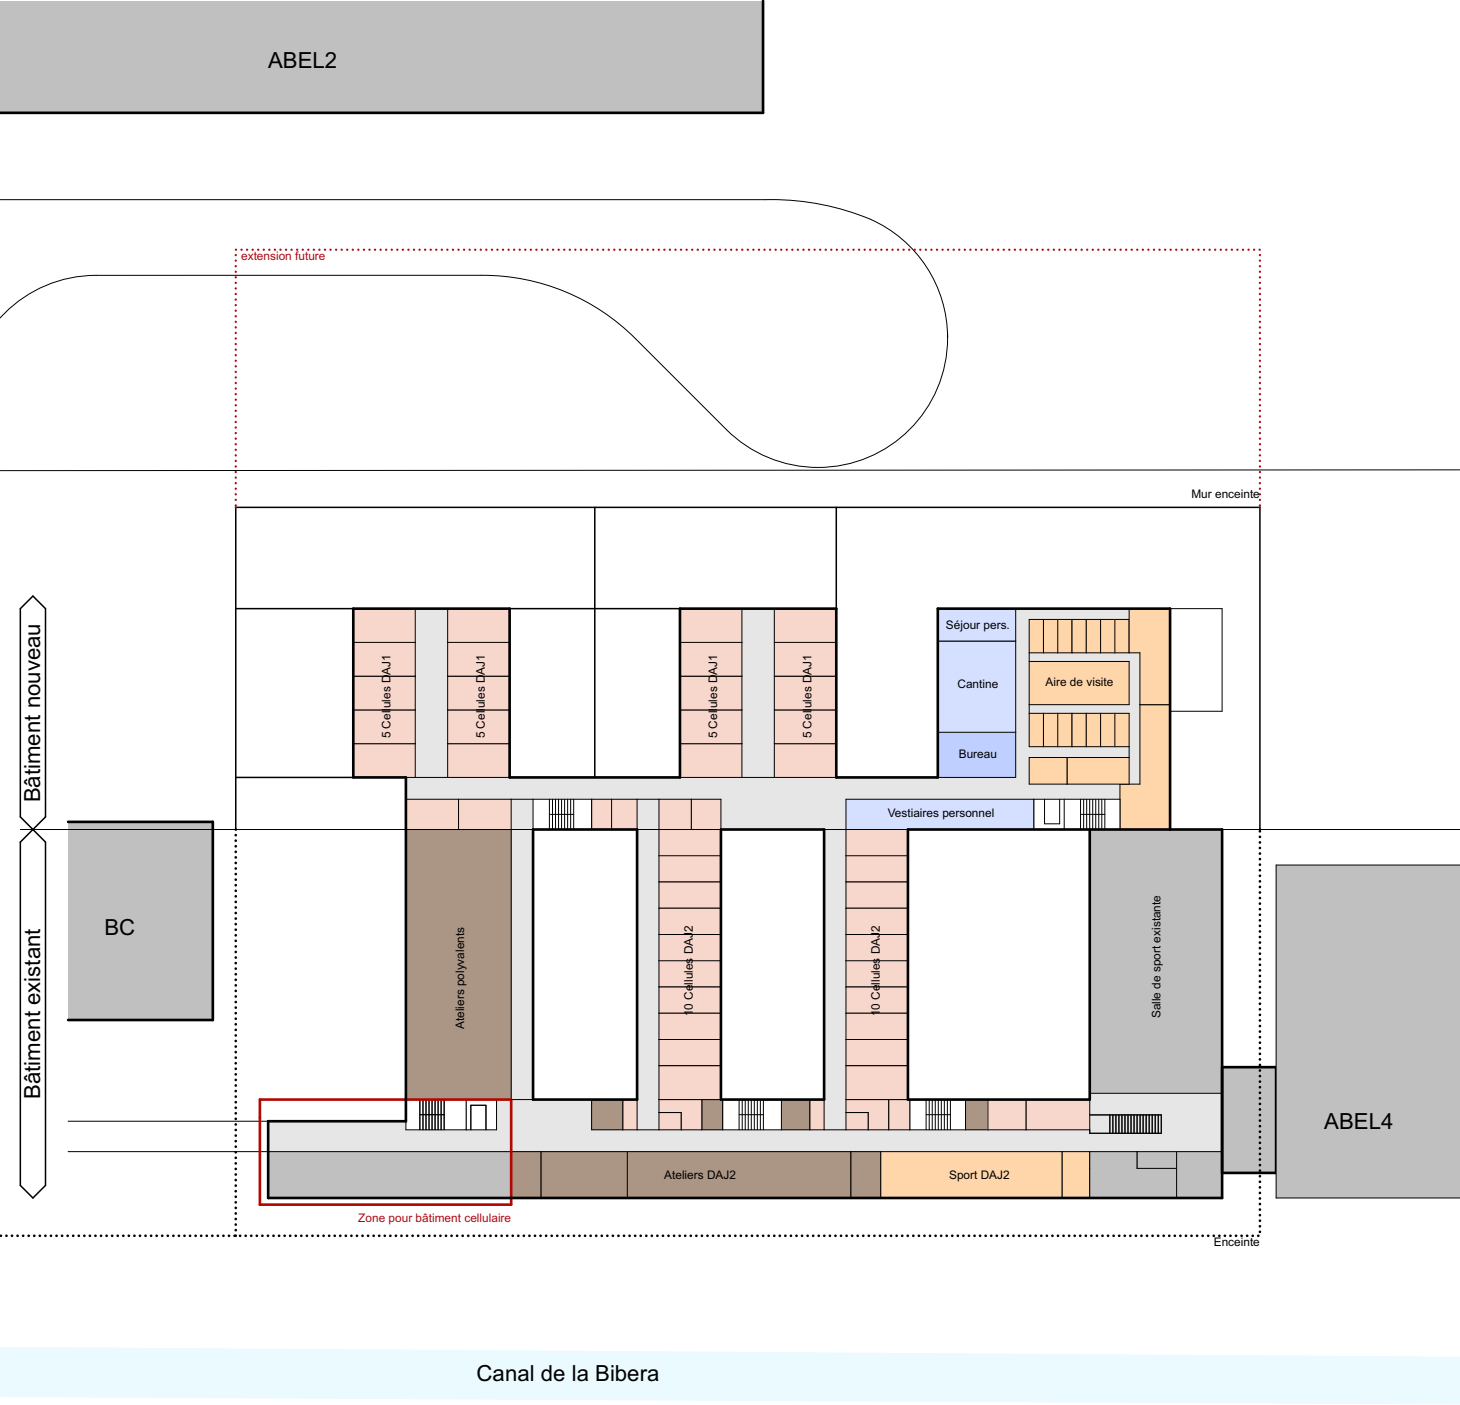 ABEL2
extension future
Mur enceinte
Bâtiment nouveau
5 Cellules DAJ1
5 Cellules DAJ1
5 Cellules DAJ1
5 Cellules DAJ1
Séjour pers.
Cantine
Bureau
Aire de visite
Vestiaires personnel
Bâtiment existant
BC
Ateliers polyvalents
10 Cellules DAJ2
10 Cellules DAJ2
Salle de sport existante
ABEL4
Ateliers DAJ2
Sport DAJ2
Zone pour bâtiment cellulaire
Enceinte
Canal de la Bibera